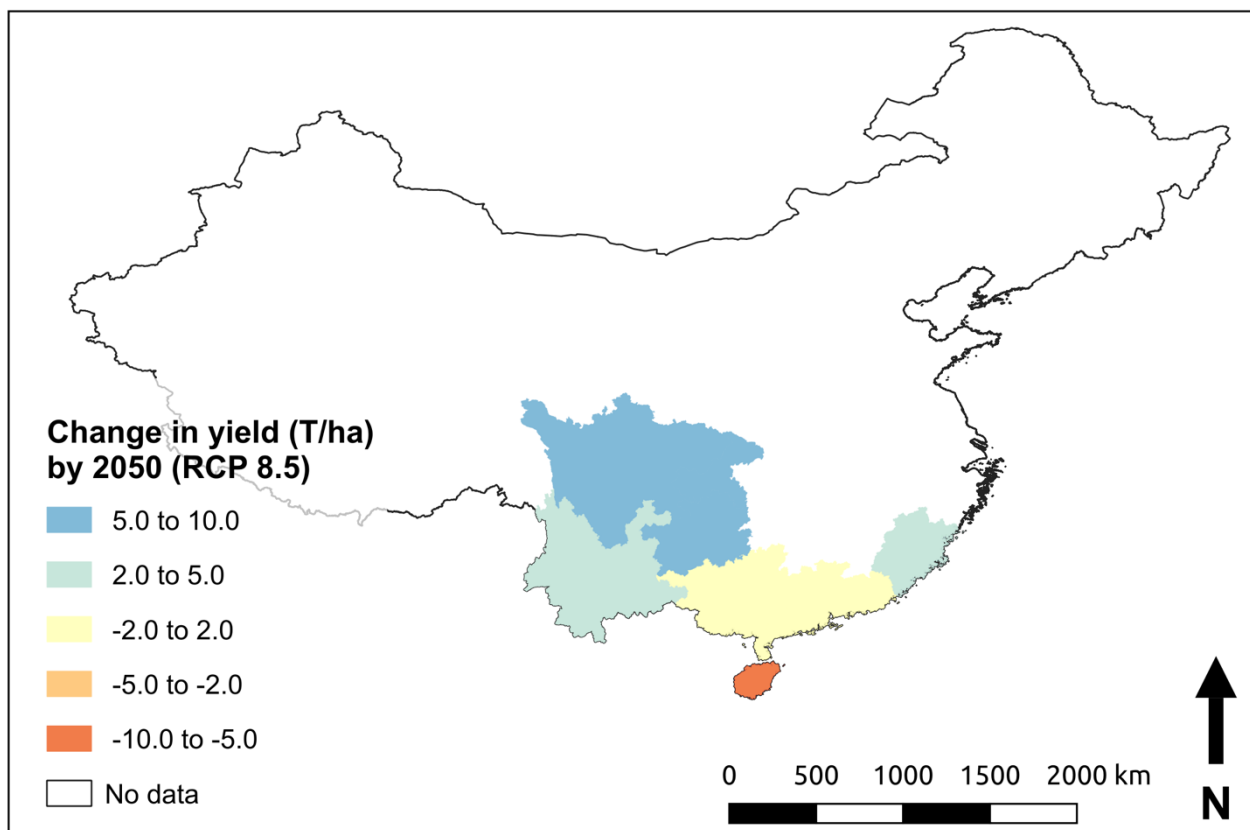 Change in yield (T/ha)
by 2050 (RCP 8.5)
5.0 to 10.0
2.0 to 5.0
-2.0 to 2.0
-5.0 to -2.0
-10.0 to -5.0
No data
0 500 1000 1500 2000 km
N